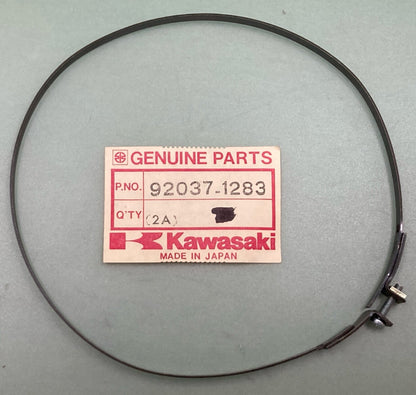 GENUINE PARTS
P.NO. 92037-1283
Q'TY (2A)
Kawasaki
MADE IN JAPAN